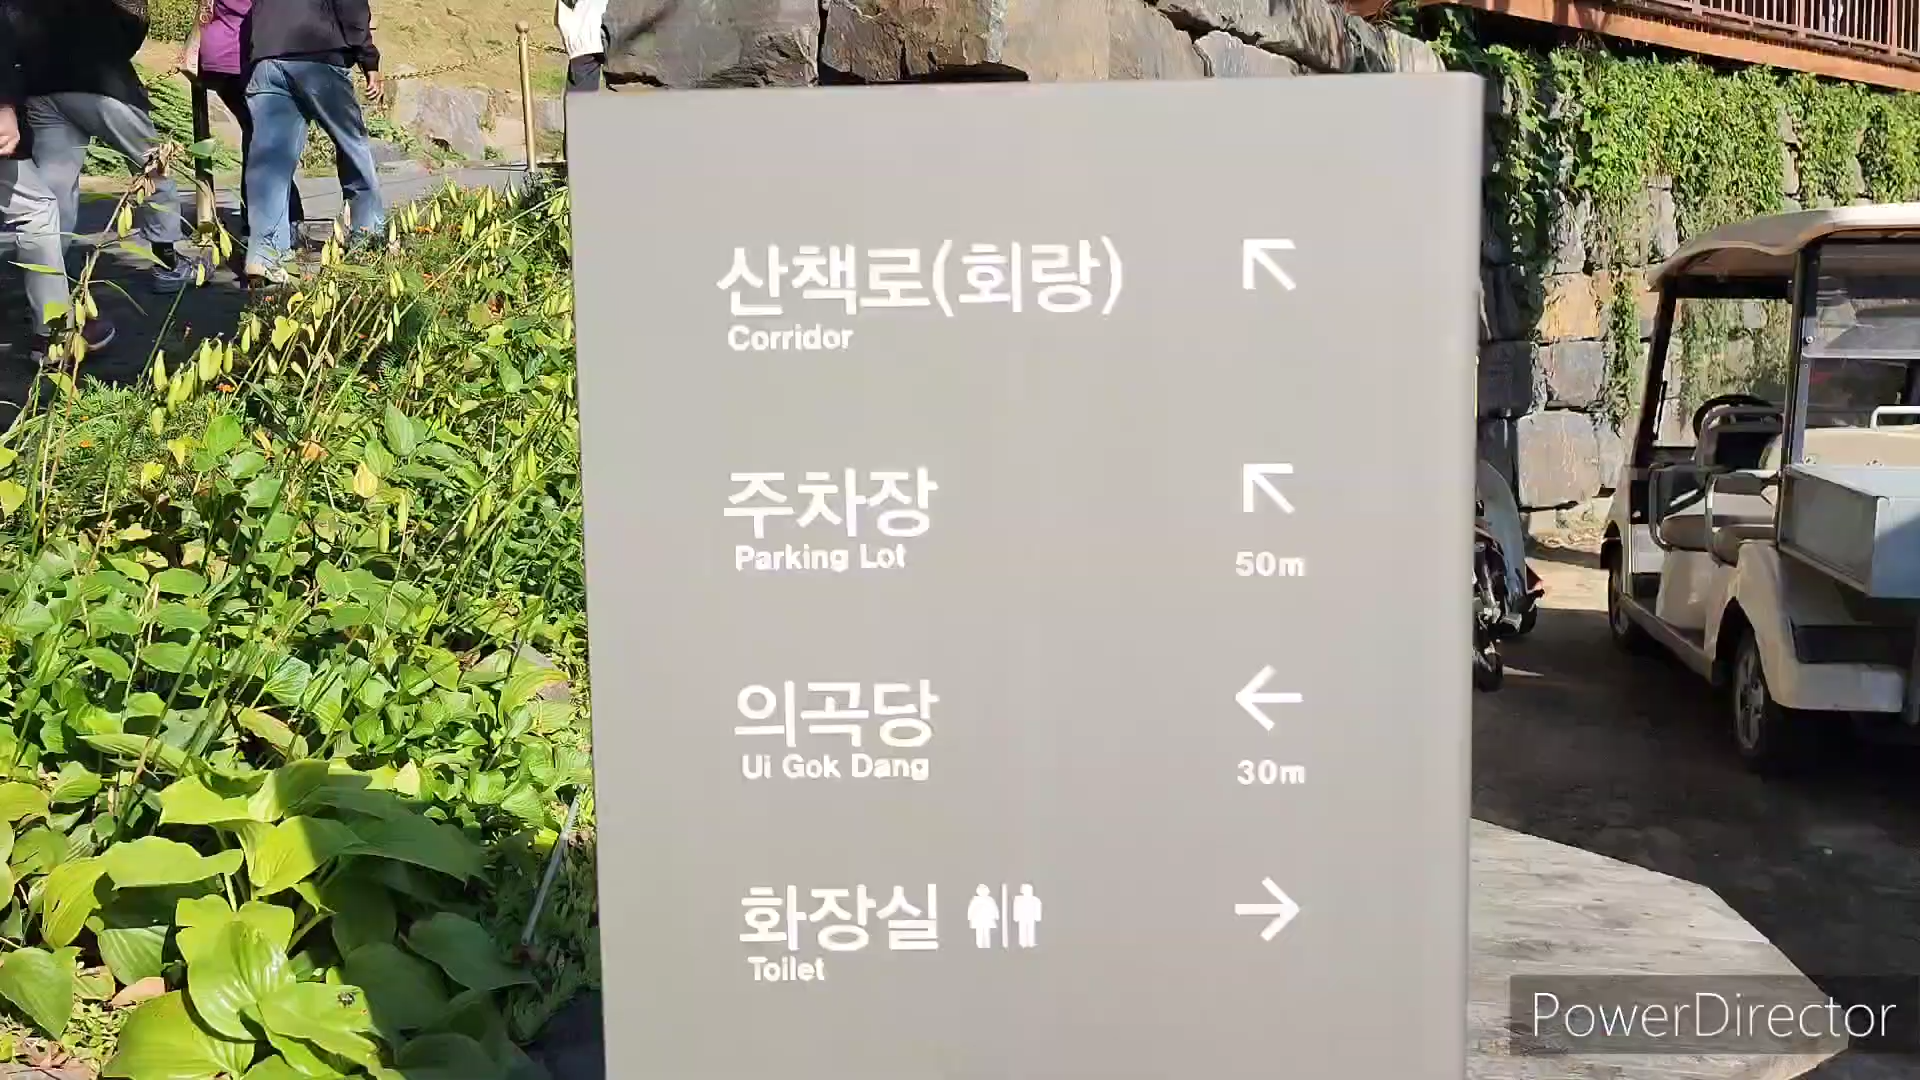 산책로(회랑)
Corridor
주차장
Parking Lot
50m
의곡당
Ui Gok Dang
30m
화장실
Toilet
PowerDirector